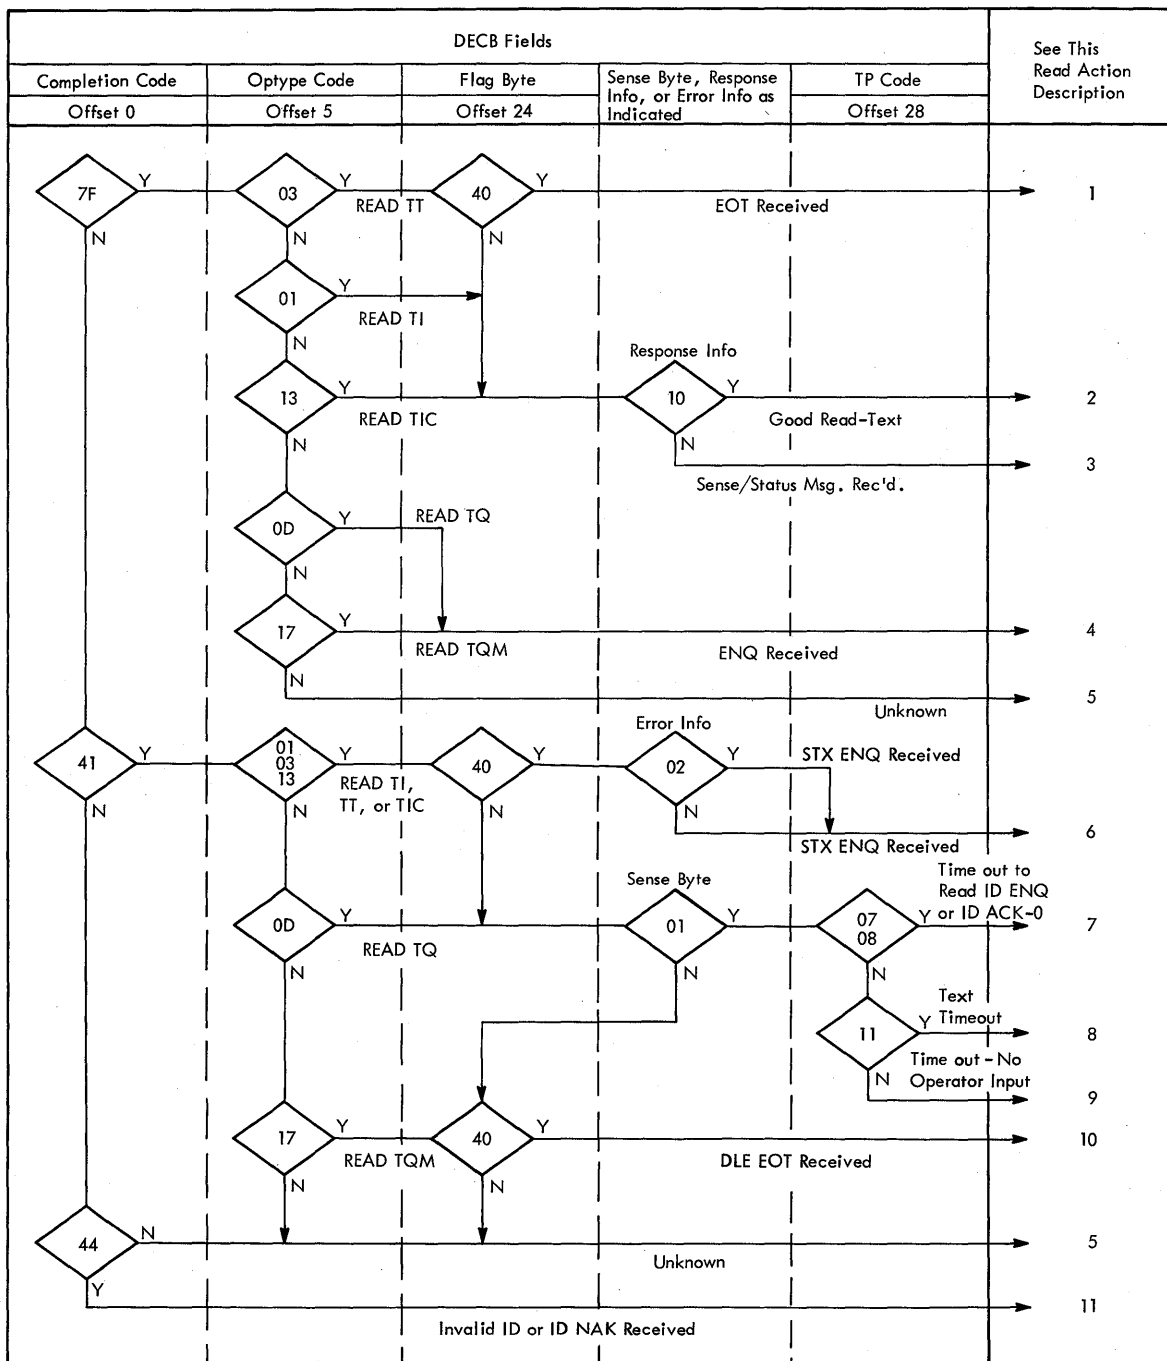 DECB Fields
See This
Read Action
Description
Completion Code
Optype Code
Flag Byte
Sense Byte, Response
Info, or Error Info as
Indicated
TP Code
Offset 0
Offset 5
Offset 24
Offset 28
7F
Y
03
Y
READ TT
40
Y
EOT Received
1
N
N
N
01
Y
READ TI
N
Response Info
13
Y
READ TIC
10
Y
Good Read-Text
2
N
N
Sense/Status Msg. Rec'd.
3
0D
Y
READ TQ
N
17
Y
READ TQM
ENQ Received
4
N
Unknown
5
Error Info
41
Y
01
03
13
Y
READ TI,
TT, or TIC
40
Y
02
Y
STX ENQ Received
N
N
N
N
STX ENQ Received
6
Sense Byte
Time out to
Read ID ENQ
or ID ACK-0
0D
Y
READ TQ
01
Y
07
08
Y
7
N
N
N
Text
Timeout
11
Y
8
Time out - No
Operator Input
N
9
17
Y
READ TQM
40
Y
DLE EOT Received
10
N
N
44
N
Unknown
5
Y
Invalid ID or ID NAK Received
11